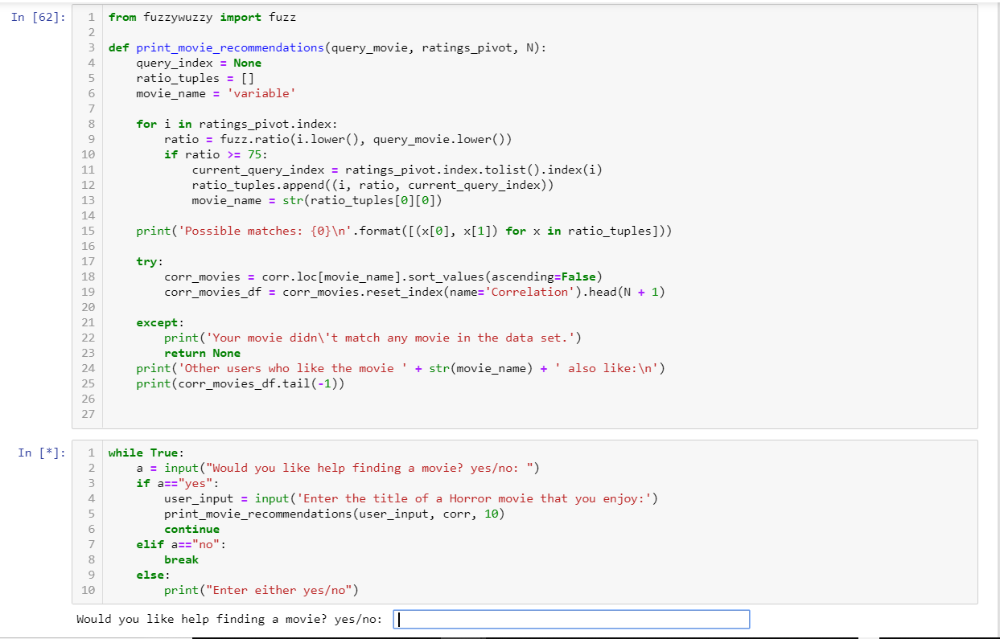 In [62]:
1 from fuzzywuzzy import fuzz
2
3 def print_movie_recommendations(query_movie, ratings_pivot, N):
4     query_index = None
5     ratio_tuples = []
6     movie_name = 'variable'
7
8     for i in ratings_pivot.index:
9         ratio = fuzz.ratio(i.lower(), query_movie.lower())
10         if ratio >= 75:
11             current_query_index = ratings_pivot.index.tolist().index(i)
12             ratio_tuples.append((i, ratio, current_query_index))
13             movie_name = str(ratio_tuples[0][0])
14
15     print('Possible matches: {0}\n'.format([(x[0], x[1]) for x in ratio_tuples]))
16
17     try:
18         corr_movies = corr.loc[movie_name].sort_values(ascending=False)
19         corr_movies_df = corr_movies.reset_index(name='Correlation').head(N + 1)
20
21     except:
22         print('Your movie didn\'t match any movie in the data set.')
23         return None
24     print('Other users who like the movie ' + str(movie_name) + ' also like:\n')
25     print(corr_movies_df.tail(-1))
26
27
In [*]:
1 while True:
2     a = input("Would you like help finding a movie? yes/no: ")
3     if a=="yes":
4         user_input = input('Enter the title of a Horror movie that you enjoy:')
5         print_movie_recommendations(user_input, corr, 10)
6         continue
7     elif a=="no":
8         break
9     else:
10         print("Enter either yes/no")
Would you like help finding a movie? yes/no: